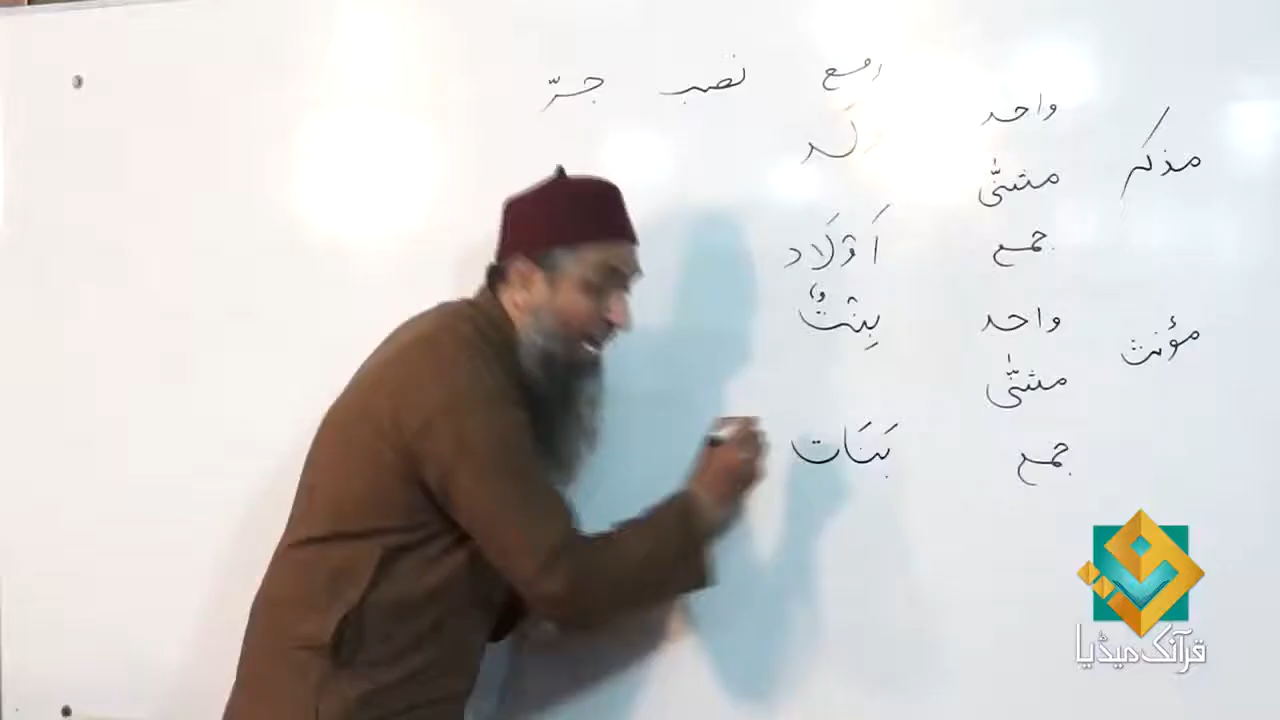 رفع نصب جرّ
واحد
مذکر
وَلَد
مثنّٰی
جمع اَوْلَاد
واحد بِنْتٌ
مؤنث
مثنّٰی
جمع بَنَات
قرآنک میڈیا